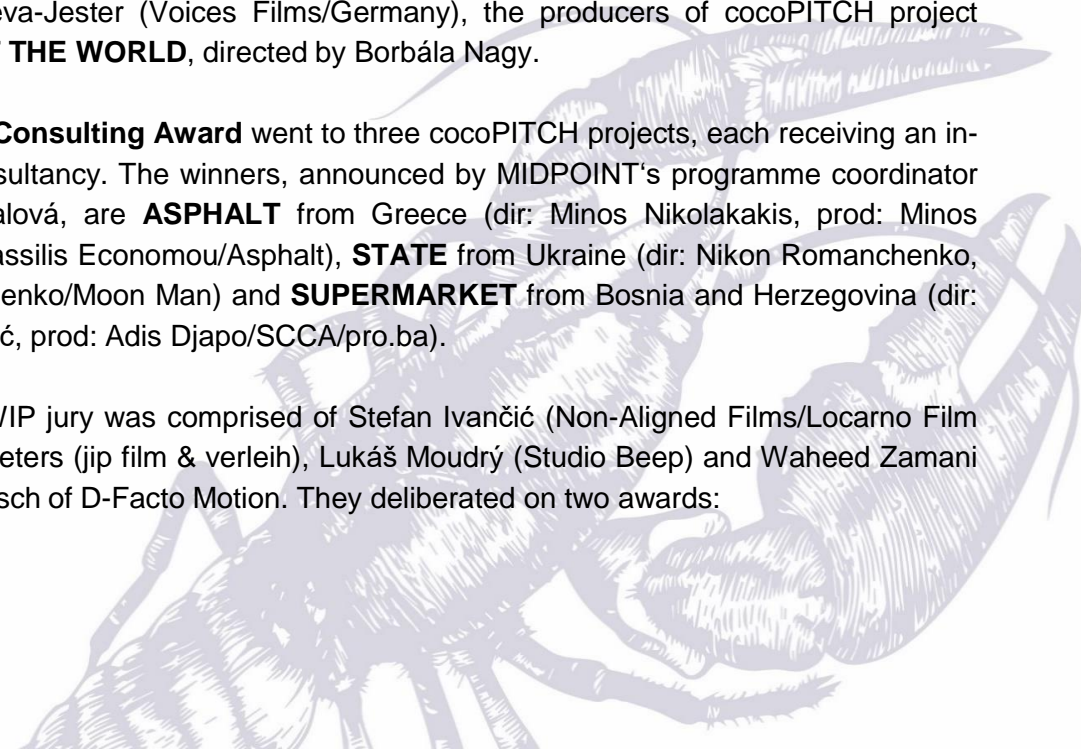 eva-Jester (Voices Films/Germany), the producers of cocoPITCH project
THE WORLD, directed by Borbála Nagy.
Consulting Award went to three cocoPITCH projects, each receiving an in-
sultancy. The winners, announced by MIDPOINT‘s programme coordinator
alová, are ASPHALT from Greece (dir: Minos Nikolakakis, prod: Minos
assilis Economou/Asphalt), STATE from Ukraine (dir: Nikon Romanchenko,
enko/Moon Man) and SUPERMARKET from Bosnia and Herzegovina (dir:
ć, prod: Adis Djapo/SCCA/pro.ba).
IP jury was comprised of Stefan Ivančić (Non-Aligned Films/Locarno Film
eters (jip film & verleih), Lukáš Moudrý (Studio Beep) and Waheed Zamani
sch of D-Facto Motion. They deliberated on two awards: